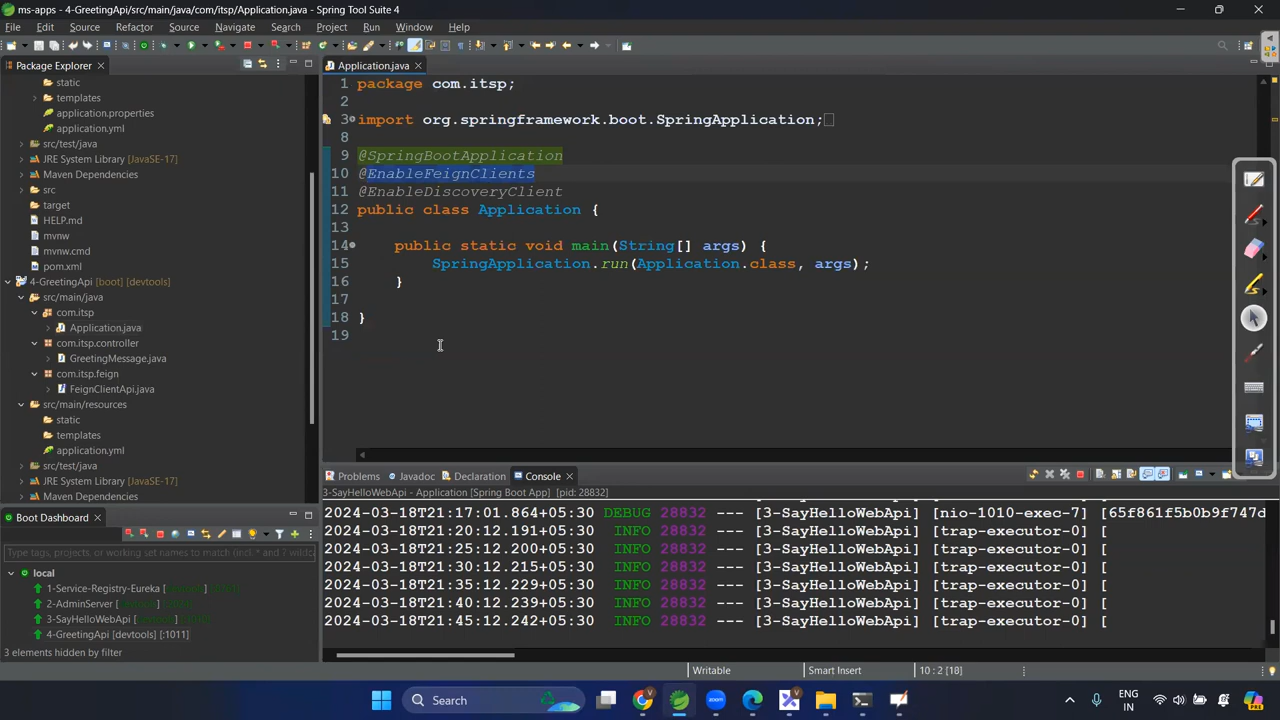 ms-apps - 4-GreetingApi/src/main/java/com/itsp/Application.java - Spring Tool Suite 4
File Edit Source Refactor Source Navigate Search Project Run Window Help
Package Explorer
static
templates
application.properties
application.yml
src/test/java
JRE System Library [JavaSE-17]
Maven Dependencies
src
target
HELP.md
mvnw
mvnw.cmd
pom.xml
4-GreetingApi [boot] [devtools]
src/main/java
com.itsp
Application.java
com.itsp.controller
GreetingMessage.java
com.itsp.feign
FeignClientApi.java
src/main/resources
static
templates
application.yml
src/test/java
JRE System Library [JavaSE-17]
Maven Dependencies
Application.java
1 package com.itsp;
2
3 import org.springframework.boot.SpringApplication;
8
9 @SpringBootApplication
10 @EnableFeignClients
11 @EnableDiscoveryClient
12 public class Application {
13
14 public static void main(String[] args) {
15 SpringApplication.run(Application.class, args);
16 }
17
18 }
19
Boot Dashboard
Type tags, projects, or working set names to match (incl. * and ? wil
local
1-Service-Registry-Eureka
2-AdminServer
3-SayHelloWebApi
4-GreetingApi [devtools] [:1011]
3 elements hidden by filter
Problems Javadoc Declaration Console
3-SayHelloWebApi - Application [Spring Boot App] [pid: 28832]
2024-03-18T21:17:01.864+05:30 DEBUG 28832 --- [3-SayHelloWebApi] [nio-1010-exec-7] [65f861f5b0b9f747d
2024-03-18T21:20:12.191+05:30 INFO 28832 --- [3-SayHelloWebApi] [trap-executor-0] [
2024-03-18T21:25:12.200+05:30 INFO 28832 --- [3-SayHelloWebApi] [trap-executor-0] [
2024-03-18T21:30:12.215+05:30 INFO 28832 --- [3-SayHelloWebApi] [trap-executor-0] [
2024-03-18T21:35:12.229+05:30 INFO 28832 --- [3-SayHelloWebApi] [trap-executor-0] [
2024-03-18T21:40:12.239+05:30 INFO 28832 --- [3-SayHelloWebApi] [trap-executor-0] [
2024-03-18T21:45:12.242+05:30 INFO 28832 --- [3-SayHelloWebApi] [trap-executor-0] [
Writable Smart Insert 10 : 2 [18]
Search
ENG
IN